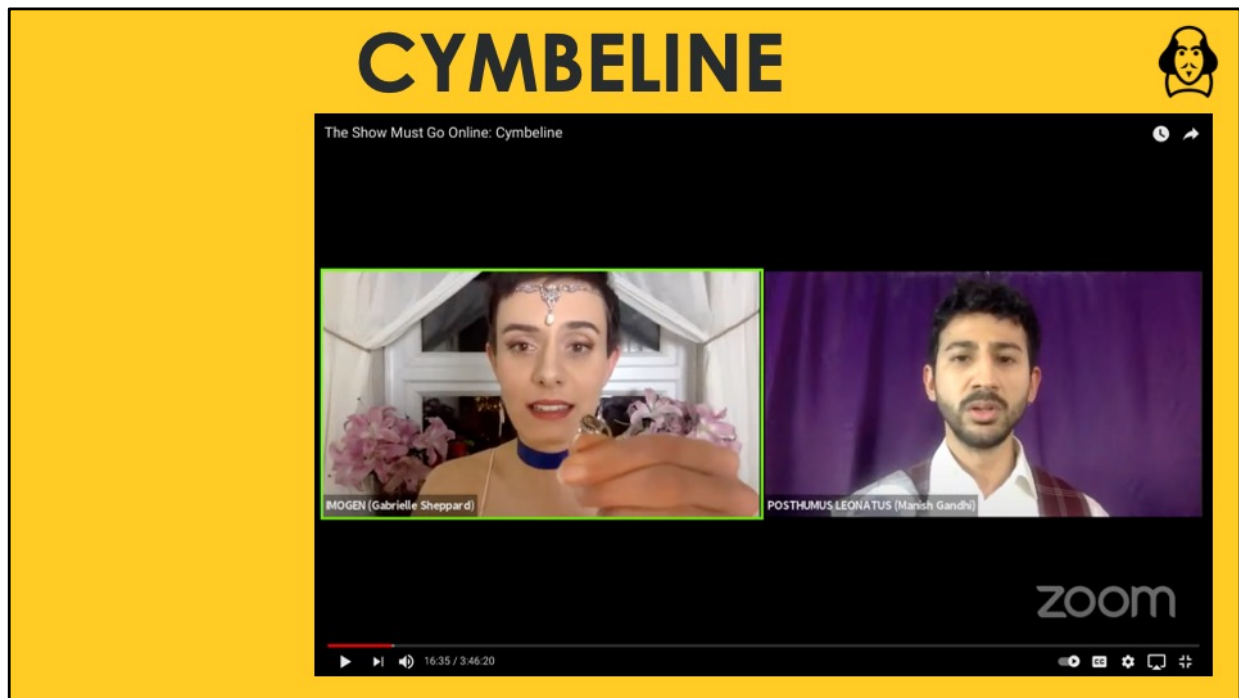 CYMBELINE
The Show Must Go Online: Cymbeline
IMOGEN (Gabrielle Sheppard)
POSTHUMUS LEONATUS (Manish Gandhi)
zoom
16:35 / 3:46:20
CC